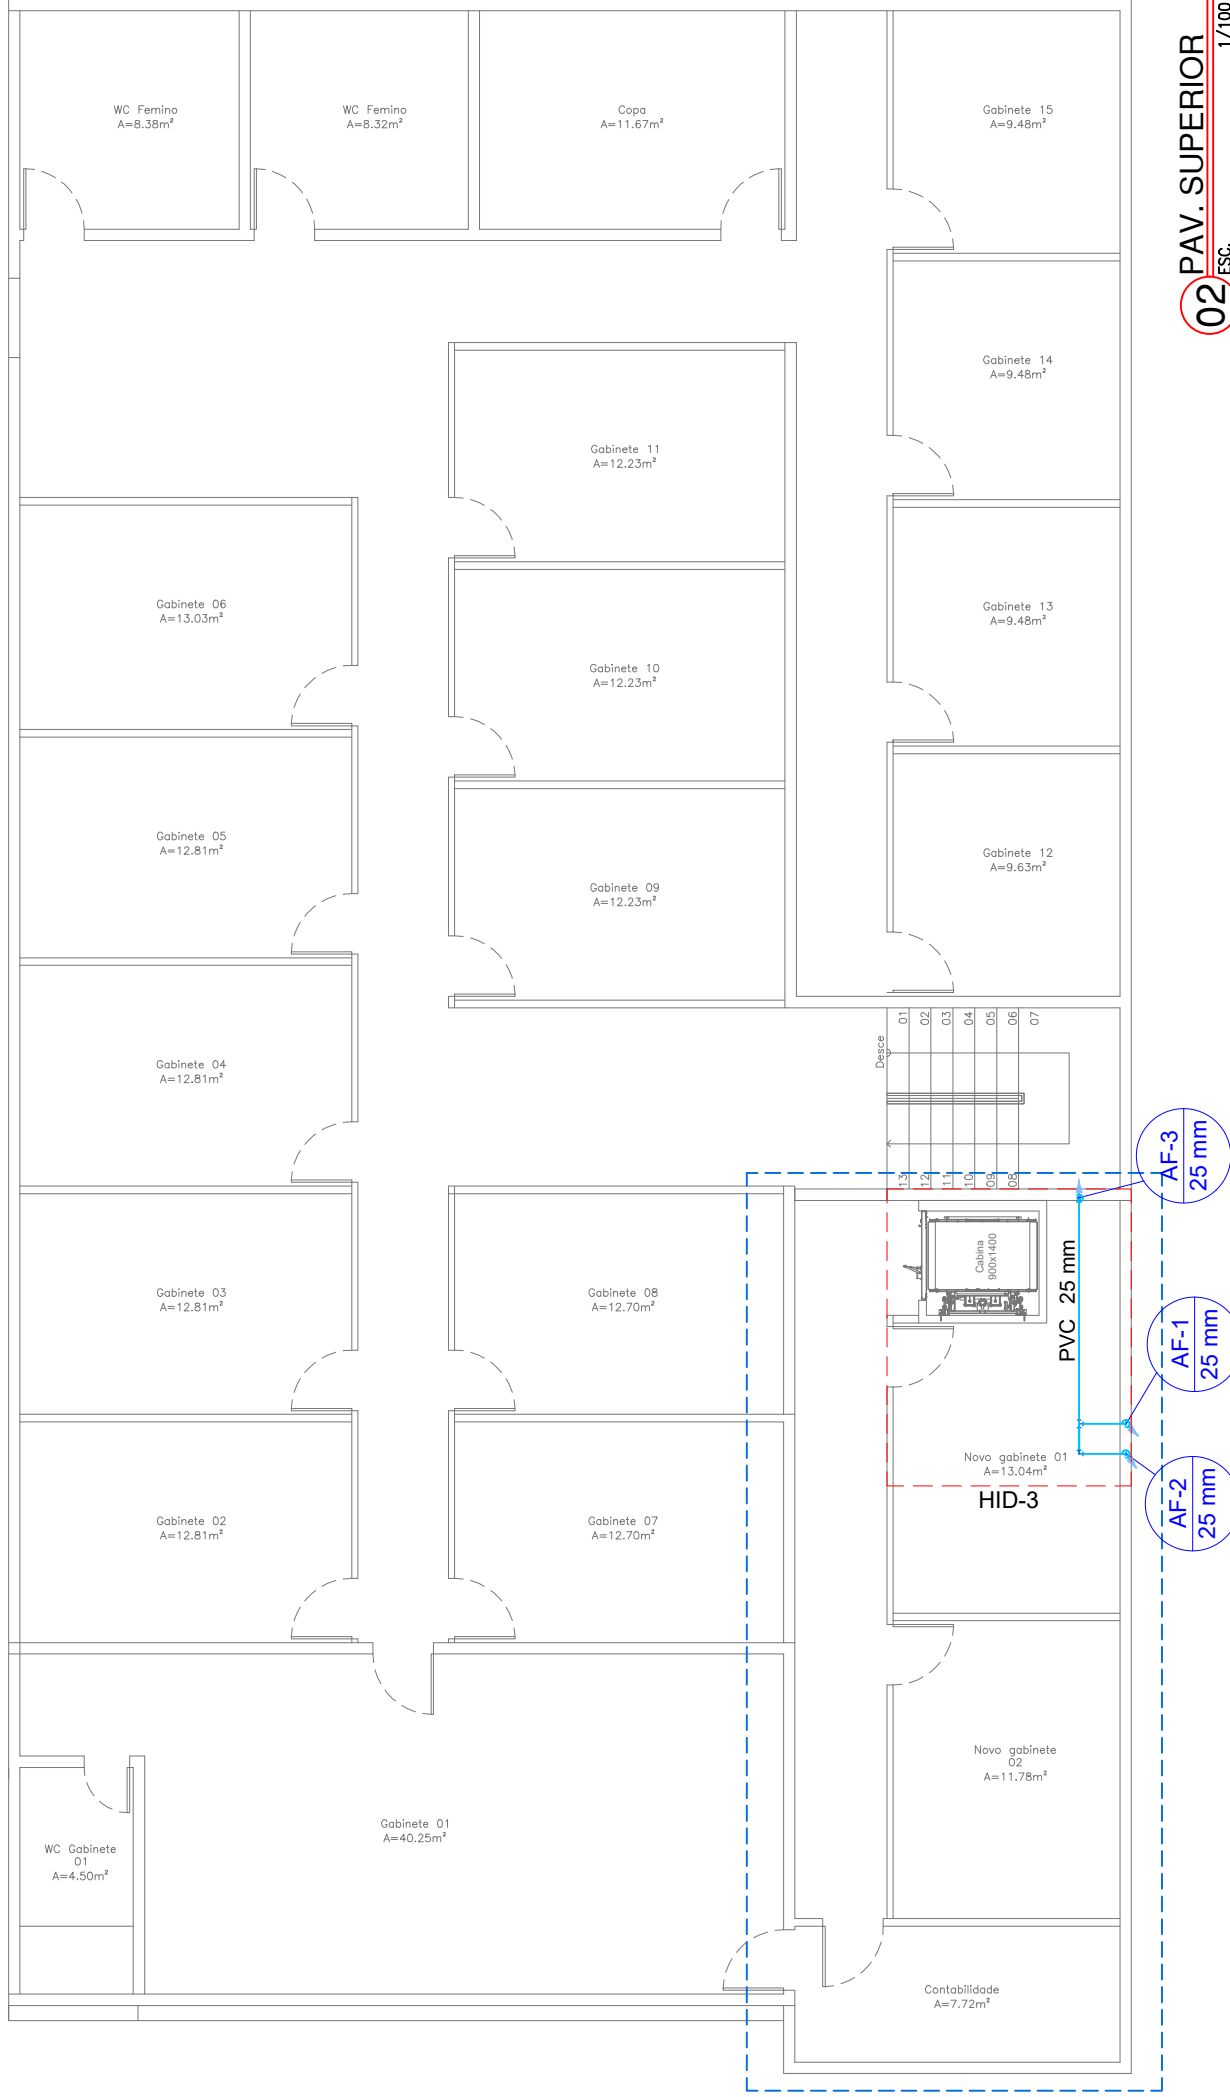 WC Femino
A=8.38m²
WC Femino
A=8.32m²
Copa
A=11.67m²
Gabinete 15
A=9.48m²
02
PAV. SUPERIOR
ESC.
1/100
Gabinete 14
A=9.48m²
Gabinete 11
A=12.23m²
Gabinete 06
A=13.03m²
Gabinete 13
A=9.48m²
Gabinete 10
A=12.23m²
Gabinete 05
A=12.81m²
Gabinete 12
A=9.63m²
Gabinete 09
A=12.23m²
Gabinete 04
A=12.81m²
Desce
01
02
03
04
05
06
07
13
12
11
10
09
08
AF-3
25 mm
Cabina
900x1400
PVC 25 mm
Gabinete 03
A=12.81m²
Gabinete 08
A=12.70m²
AF-1
25 mm
Novo gabinete 01
A=13.04m²
HID-3
AF-2
25 mm
Gabinete 02
A=12.81m²
Gabinete 07
A=12.70m²
Novo gabinete
02
A=11.78m²
Gabinete 01
A=40.25m²
WC Gabinete
01
A=4.50m²
Contabilidade
A=7.72m²